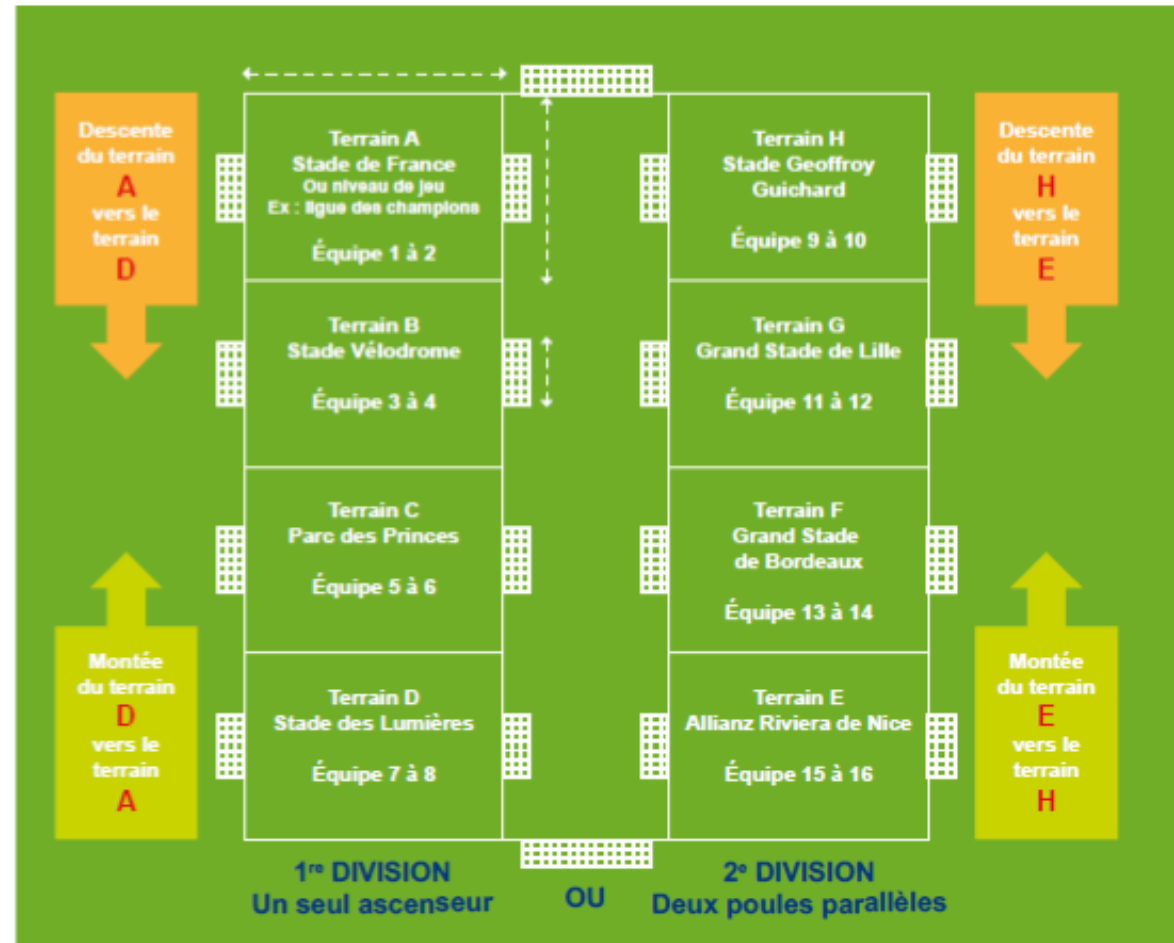 Descente
du terrain
A
vers le
terrain
D
Montée
du terrain
D
vers le
terrain
A
Terrain A
Stade de France
Ou niveau de jeu
Ex : ligue des champions
Équipe 1 à 2
Terrain B
Stade Vélodrome
Équipe 3 à 4
Terrain C
Parc des Princes
Équipe 5 à 6
Terrain D
Stade des Lumières
Équipe 7 à 8
Terrain H
Stade Geoffroy
Guichard
Équipe 9 à 10
Terrain G
Grand Stade de Lille
Équipe 11 à 12
Terrain F
Grand Stade
de Bordeaux
Équipe 13 à 14
Terrain E
Allianz Riviera de Nice
Équipe 15 à 16
Descente
du terrain
H
vers le
terrain
E
Montée
du terrain
E
vers le
terrain
H
1re DIVISION
Un seul ascenseur
OU
2e DIVISION
Deux poules parallèles